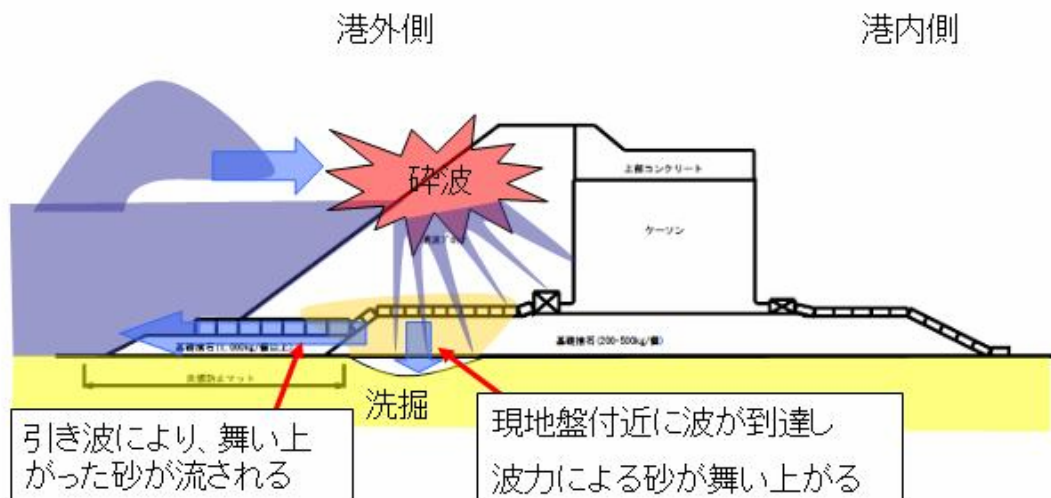 港外側
港内側
砕波
上部コンクリート
ケーソン
基礎捨石(200-500kg/個)
洗掘
引き波により、舞い上
がった砂が流される
現地盤付近に波が到達し
波力による砂が舞い上がる